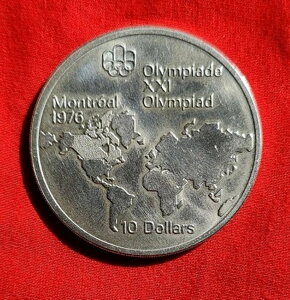 Olympiade
XXI
Olympiad
Montréal
1976
10 Dollars